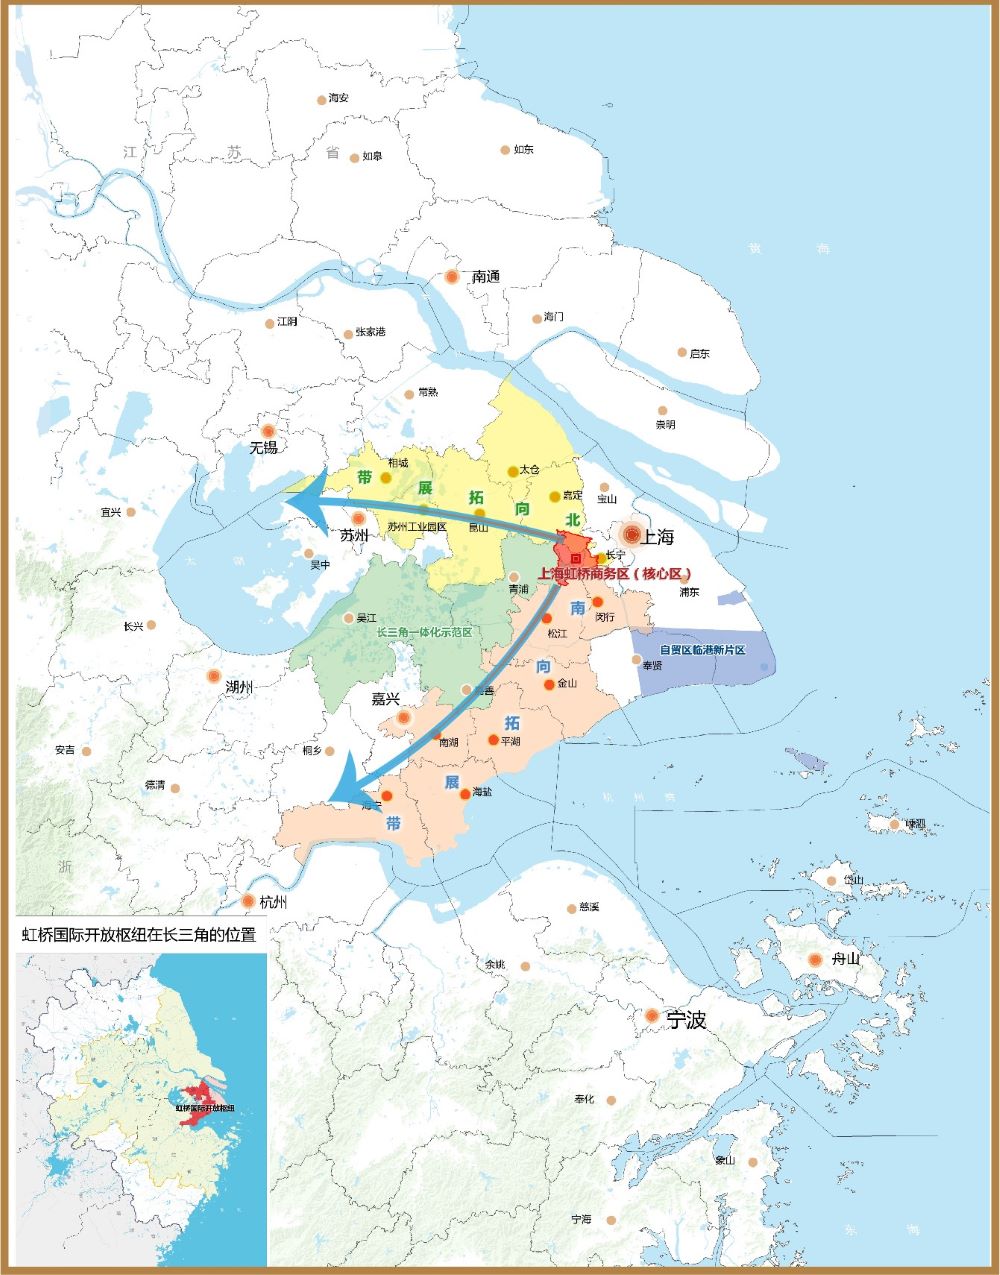 海安
江 苏 省
如皋
如东
黄 海
南通
海门
江阴
张家港
启东
常熟
崇明
无锡
相城
太仓
带 展 拓 向 北
嘉定
宝山
宜兴
苏州工业园区
昆山
苏州
上海
长宁
吴中
太 湖
上海虹桥商务区（核心区）
青浦
浦东
南 向 拓 展 带
闵行
吴江
长兴
长三角一体化示范区
松江
自贸区临港新片区
奉贤
湖州
金山
嘉善
嘉兴
南湖
平湖
安吉
桐乡
德清
海盐
杭 州 湾
海宁
嵊泗
浙
岱山
杭州
慈溪
虹桥国际开放枢纽在长三角的位置
舟山
余姚
宁波
奉化
虹桥国际开放枢纽
象山
宁海
东 海